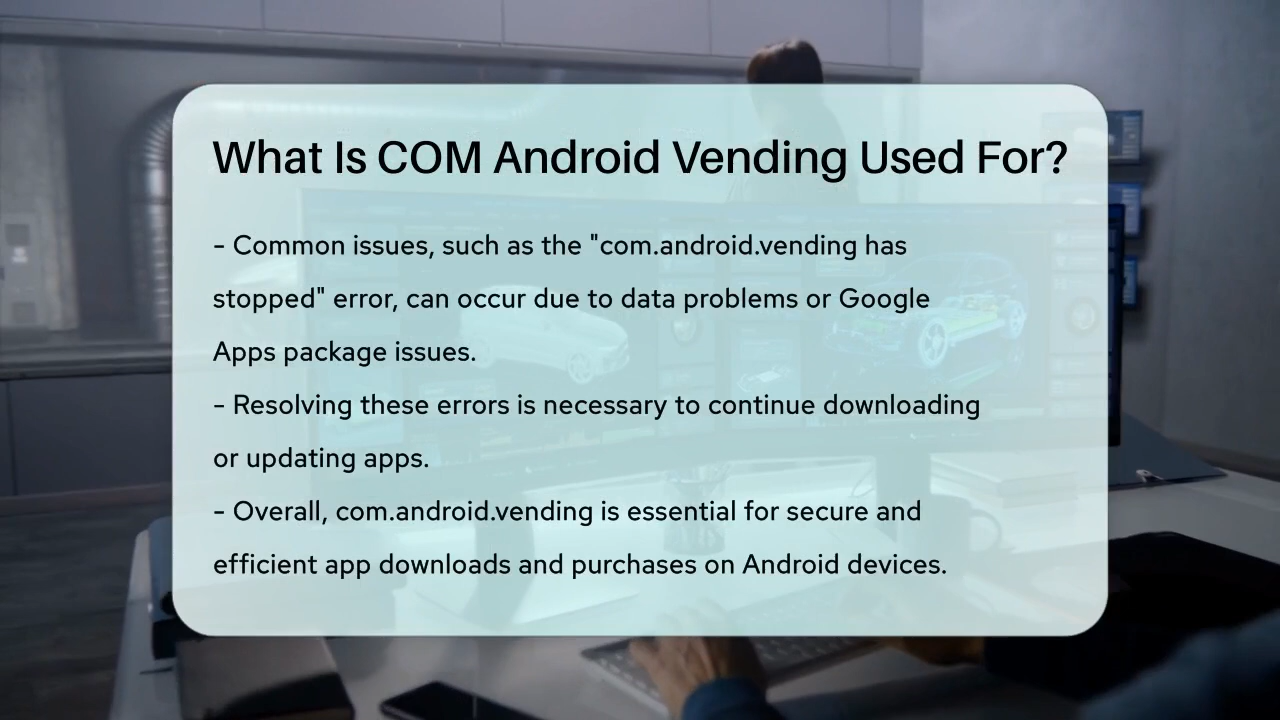 What Is COM Android Vending Used For?
- Common issues, such as the "com.android.vending has
stopped" error, can occur due to data problems or Google
Apps package issues.
- Resolving these errors is necessary to continue downloading
or updating apps.
- Overall, com.android.vending is essential for secure and
efficient app downloads and purchases on Android devices.